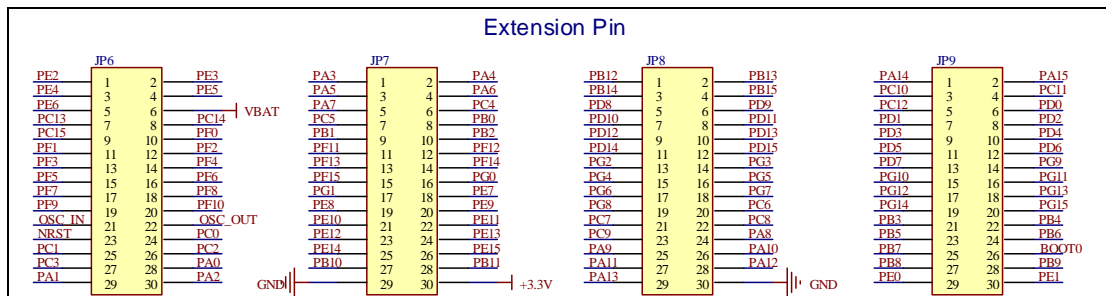 Extension Pin
JP6 JP7 JP8 JP9
PE2 1 2 PE3 PA3 1 2 PA4 PB12 1 2 PB13 PA14 1 2 PA15
PE4 3 4 PE5 PA5 3 4 PA6 PB14 3 4 PB15 PC10 3 4 PC11
PE6 5 6 VBAT PA7 5 6 PC4 PD8 5 6 PD9 PC12 5 6 PD0
PC13 7 8 PC14 PC5 7 8 PB0 PD10 7 8 PD11 PD1 7 8 PD2
PC15 9 10 PF0 PB1 9 10 PB2 PD12 9 10 PD13 PD3 9 10 PD4
PF1 11 12 PF2 PF11 11 12 PF12 PD14 11 12 PD15 PD5 11 12 PD6
PF3 13 14 PF4 PF13 13 14 PF14 PG2 13 14 PG3 PD7 13 14 PG9
PF5 15 16 PF6 PF15 15 16 PG0 PG4 15 16 PG5 PG10 15 16 PG11
PF7 17 18 PF8 PG1 17 18 PE7 PG6 17 18 PG7 PG12 17 18 PG13
PF9 19 20 PF10 PE8 19 20 PE9 PG8 19 20 PC6 PG14 19 20 PG15
OSC_IN 21 22 OSC_OUT PE10 21 22 PE11 PC7 21 22 PC8 PB3 21 22 PB4
NRST 23 24 PC0 PE12 23 24 PE13 PC9 23 24 PA8 PB5 23 24 PB6
PC1 25 26 PC2 PE14 25 26 PE15 PA9 25 26 PA10 PB7 25 26 BOOT0
PC3 27 28 PA0 PB10 27 28 PB11 PA11 27 28 PA12 PB8 27 28 PB9
PA1 29 30 PA2 GND 29 30 +3.3V PA13 29 30 GND PE0 29 30 PE1